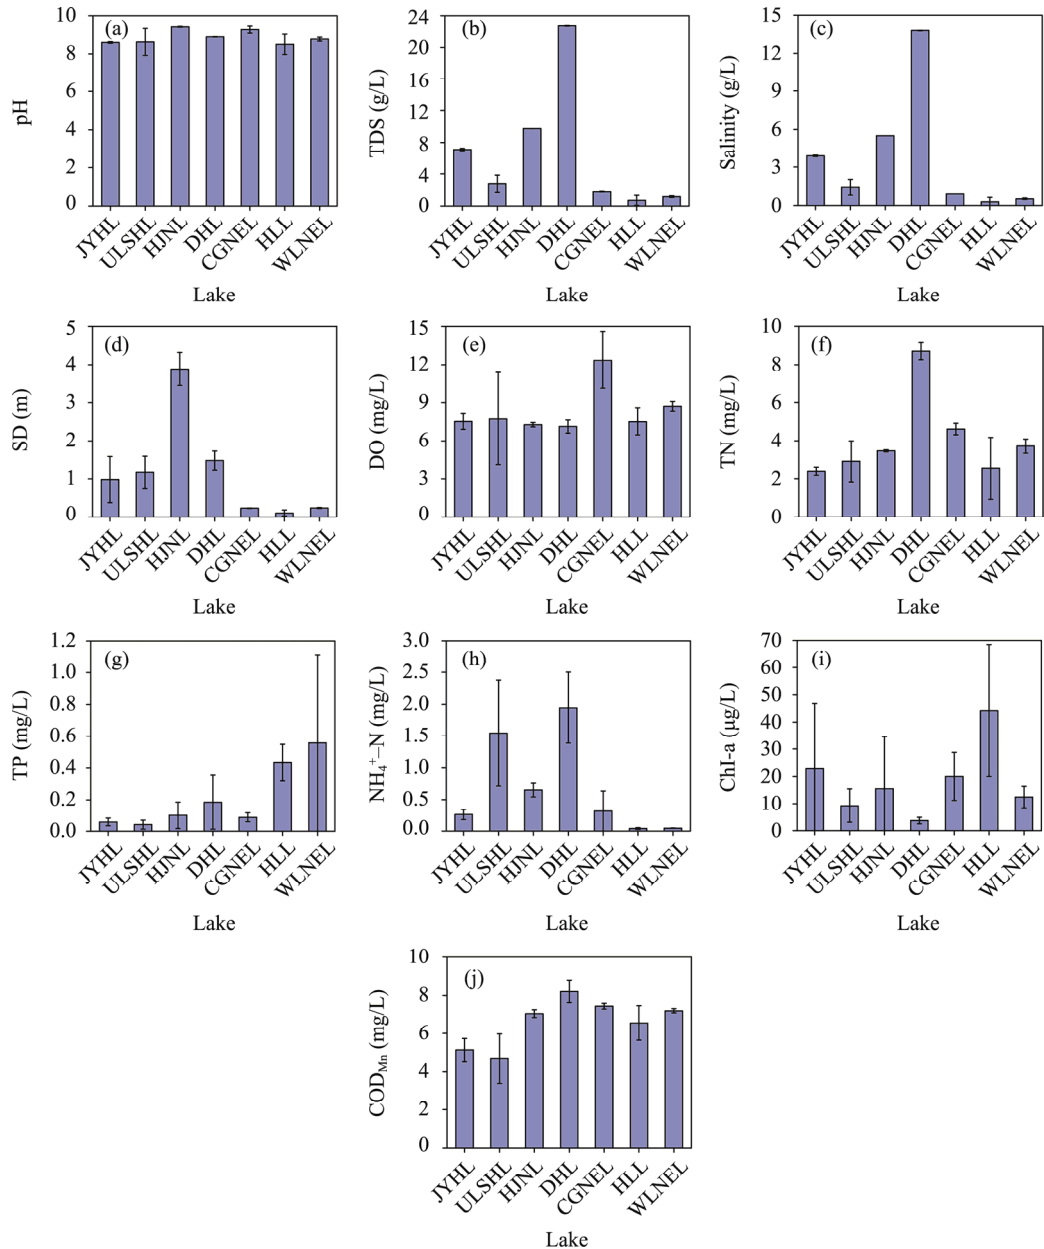 (a)
pH
10
8
6
4
2
0
JYHL
ULSHL
HJNL
DHL
CGNEL
HLL
WLNEL
Lake
(b)
TDS (g/L)
24
20
16
12
8
4
0
JYHL
ULSHL
HJNL
DHL
CGNEL
HLL
WLNEL
Lake
(c)
Salinity (g/L)
15
12
9
6
3
0
JYHL
ULSHL
HJNL
DHL
CGNEL
HLL
WLNEL
Lake
(d)
SD (m)
5
4
3
2
1
0
JYHL
ULSHL
HJNL
DHL
CGNEL
HLL
WLNEL
Lake
(e)
DO (mg/L)
15
12
9
6
3
0
JYHL
ULSHL
HJNL
DHL
CGNEL
HLL
WLNEL
Lake
(f)
TN (mg/L)
10
8
6
4
2
0
JYHL
ULSHL
HJNL
DHL
CGNEL
HLL
WLNEL
Lake
(g)
TP (mg/L)
1.2
1.0
0.8
0.6
0.4
0.2
0.0
JYHL
ULSHL
HJNL
DHL
CGNEL
HLL
WLNEL
Lake
(h)
NH₄⁺–N (mg/L)
3.0
2.5
2.0
1.5
1.0
0.5
0.0
JYHL
ULSHL
HJNL
DHL
CGNEL
HLL
WLNEL
Lake
(i)
ChI-a (μg/L)
70
60
50
40
30
20
10
0
JYHL
ULSHL
HJNL
DHL
CGNEL
HLL
WLNEL
Lake
(j)
COD_Mn (mg/L)
10
8
6
4
2
0
JYHL
ULSHL
HJNL
DHL
CGNEL
HLL
WLNEL
Lake